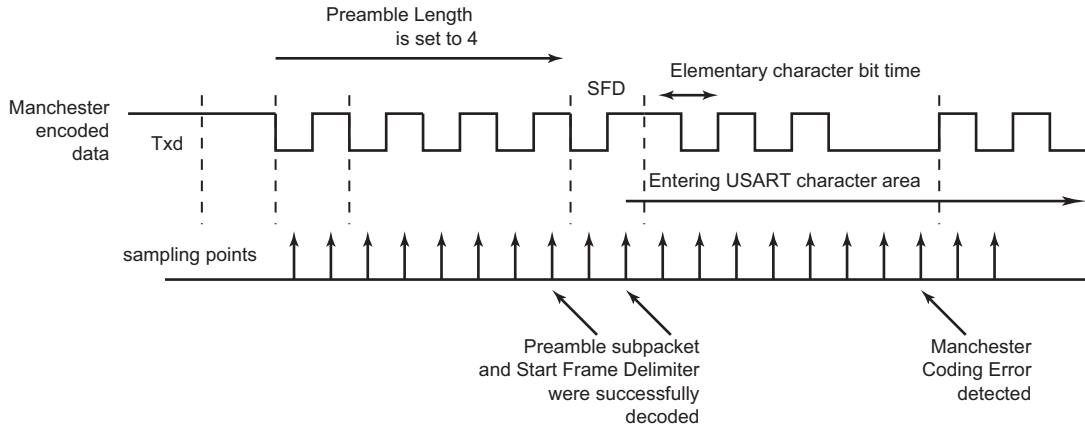 Preamble Length
is set to 4
SFD
Elementary character bit time
Manchester
encoded
data
Txd
Entering USART character area
sampling points
Preamble subpacket
and Start Frame Delimiter
were successfully
decoded
Manchester
Coding Error
detected